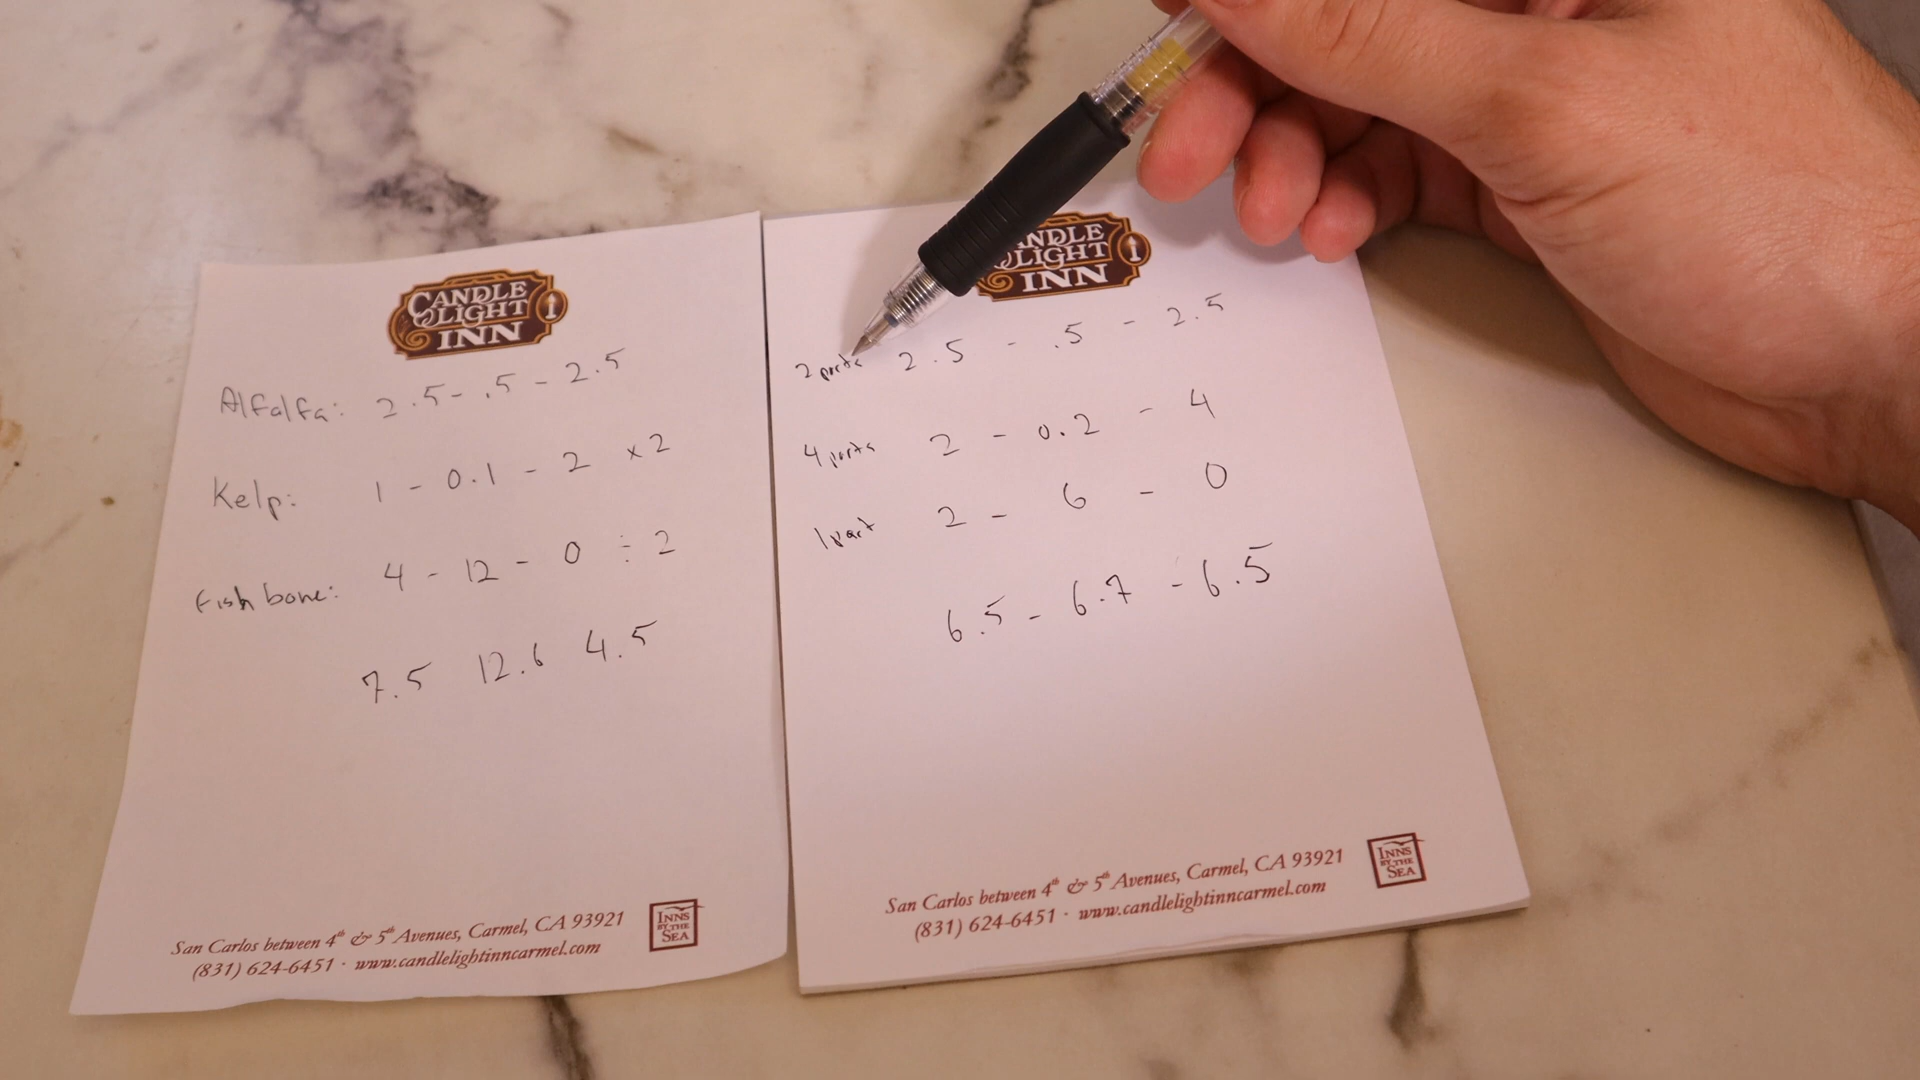 CANDLE
LIGHT
INN
Alfalfa: 2.5 - .5 - 2.5
Kelp: 1 - 0.1 - 2 x2
Fish bone: 4 - 12 - 0 ÷ 2
7.5 12.6 4.5
San Carlos between 4th & 5th Avenues, Carmel, CA 93921
(831) 624-6451 · www.candlelightinncarmel.com
INNS
BY THE
SEA
ANDLE
LIGHT
INN
2 parts 2.5 - .5 - 2.5
4 parts 2 - 0.2 - 4
1 part 2 - 6 - 0
6.5 - 6.7 - 6.5
San Carlos between 4th & 5th Avenues, Carmel, CA 93921
(831) 624-6451 · www.candlelightinncarmel.com
INNS
BY THE
SEA